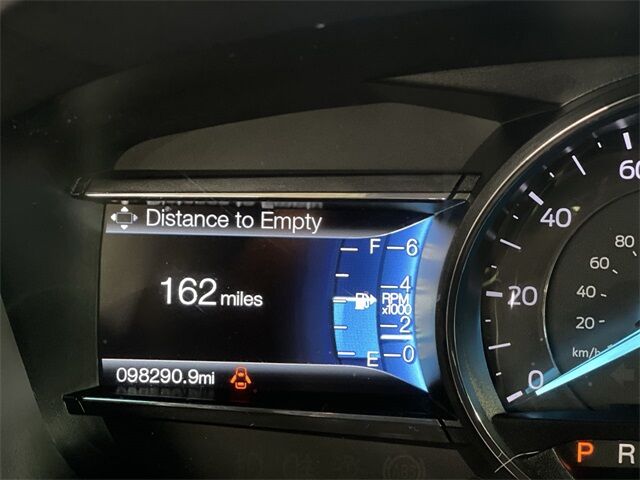 Distance to Empty
162 miles
F 6
4
RPM
x1000
2
E 0
098290.9mi
60
40
20
0
80
60
40
20
km/h
P R